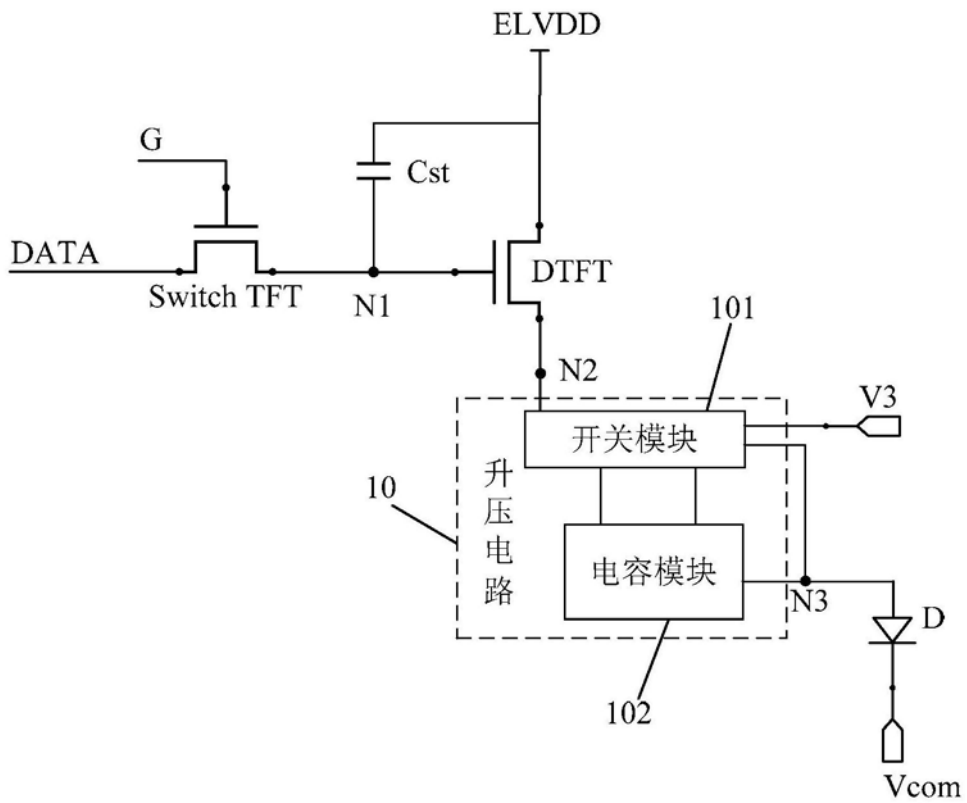 ELVDD
G
Cst
DATA
Switch TFT
N1
DTFT
101
N2
V3
开关模块
10
升压电路
电容模块
N3
D
102
Vcom